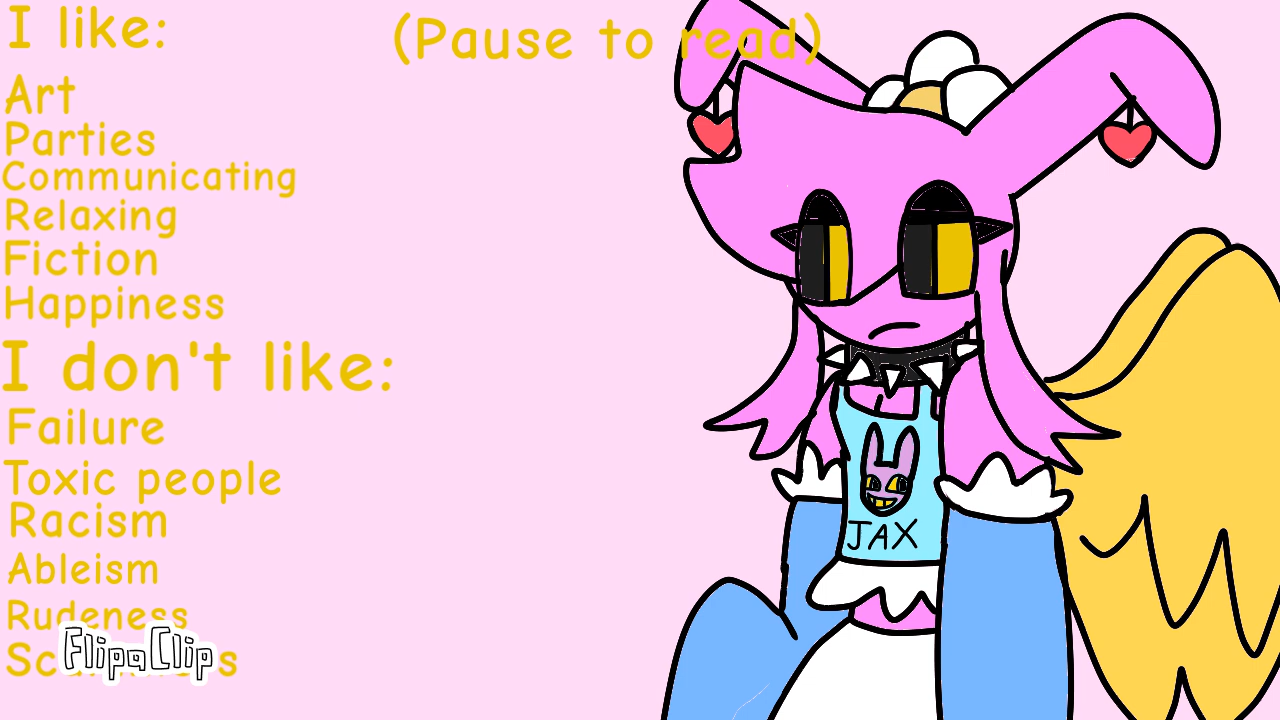 I like:
(Pause to read)
Art
Parties
Communicating
Relaxing
Fiction
Happiness
I don't like:
Failure
Toxic people
Racism
Ableism
Rudeness
FlipaClip
JAX